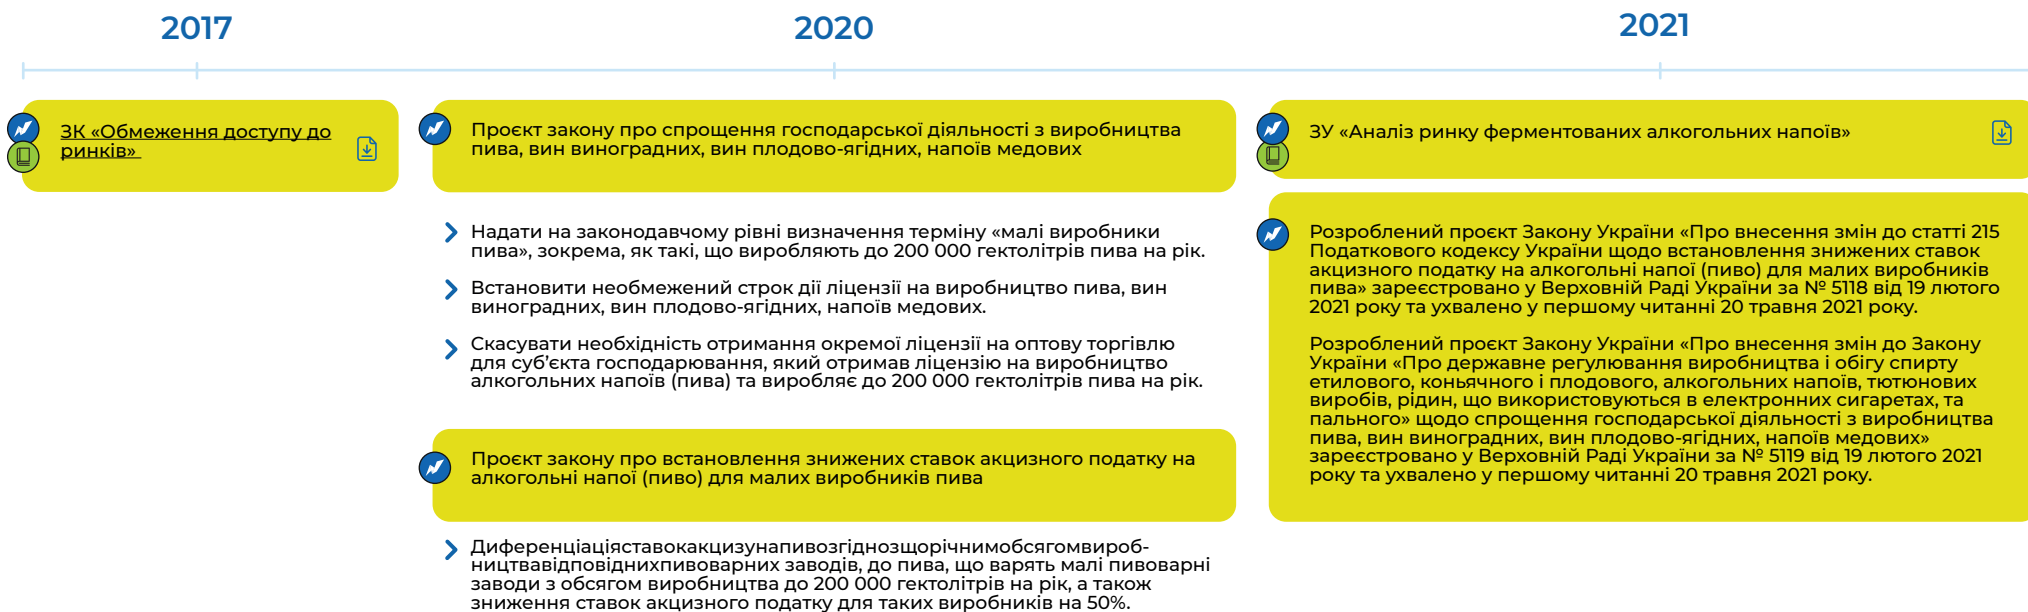 2017
2020
2021
ЗК «Обмеження доступу до
ринків»
Проєкт закону про спрощення господарської діяльності з виробництва
пива, вин виноградних, вин плодово-ягідних, напоїв медових
Надати на законодавчому рівні визначення терміну «малі виробники
пива», зокрема, як такі, що виробляють до 200 000 гектолітрів пива на рік.
Встановити необмежений строк дії ліцензії на виробництво пива, вин
виноградних, вин плодово-ягідних, напоїв медових.
Скасувати необхідність отримання окремої ліцензії на оптову торгівлю
для суб’єкта господарювання, який отримав ліцензію на виробництво
алкогольних напоїв (пива) та виробляє до 200 000 гектолітрів пива на рік.
Проєкт закону про встановлення знижених ставок акцизного податку на
алкогольні напої (пиво) для малих виробників пива
Диференціаціяставокакцизунапивозгіднозщорічнимобсягомвироб-
ництвавідповіднихпивоварних заводів, до пива, що варять малі пивоварні
заводи з обсягом виробництва до 200 000 гектолітрів на рік, а також
зниження ставок акцизного податку для таких виробників на 50%.
ЗУ «Аналіз ринку ферментованих алкогольних напоїв»
Розроблений проєкт Закону України «Про внесення змін до статті 215
Податкового кодексу України щодо встановлення знижених ставок
акцизного податку на алкогольні напої (пиво) для малих виробників
пива» зареєстровано у Верховній Раді України за № 5118 від 19 лютого
2021 року та ухвалено у першому читанні 20 травня 2021 року.
Розроблений проєкт Закону України «Про внесення змін до Закону
України «Про державне регулювання виробництва і обігу спирту
етилового, коньячного і плодового, алкогольних напоїв, тютюнових
виробів, рідин, що використовуються в електронних сигаретах, та
пального» щодо спрощення господарської діяльності з виробництва
пива, вин виноградних, вин плодово-ягідних, напоїв медових»
зареєстровано у Верховній Раді України за № 5119 від 19 лютого 2021
року та ухвалено у першому читанні 20 травня 2021 року.